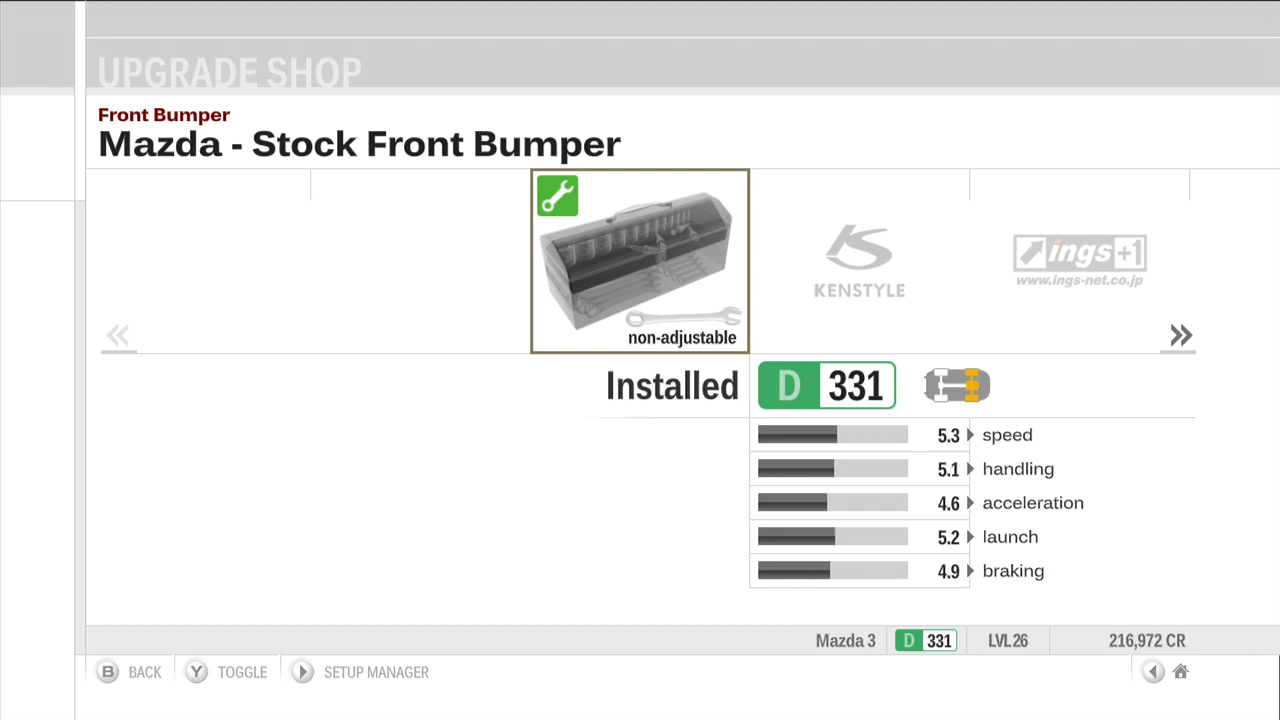 UPGRADE SHOP
Front Bumper
Mazda - Stock Front Bumper
non-adjustable
KENSTYLE
ings+1
www.ings-net.co.jp
Installed
D 331
5.3 speed
5.1 handling
4.6 acceleration
5.2 launch
4.9 braking
Mazda 3 D 331 LVL 26 216,972 CR
B BACK Y TOGGLE SETUP MANAGER